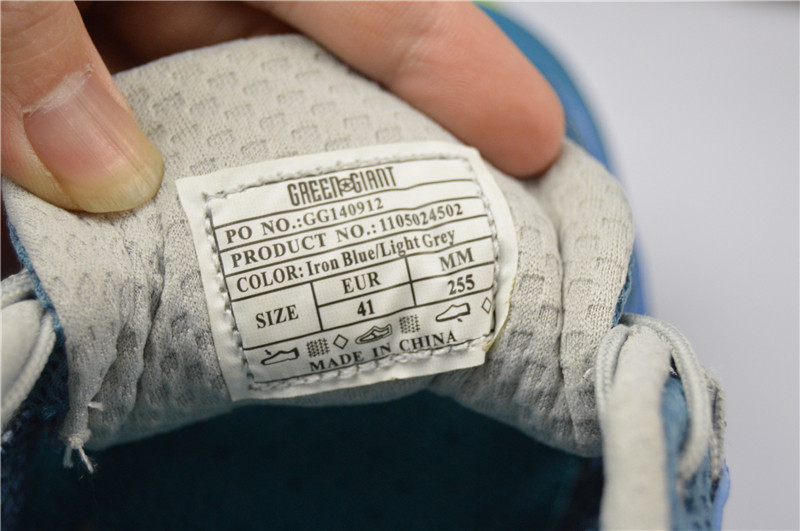 GREEN GIANT
PO NO.:GG140912
PRODUCT NO.:1105024502
COLOR: Iron Blue/Light Grey
SIZE EUR MM
41 255
MADE IN CHINA